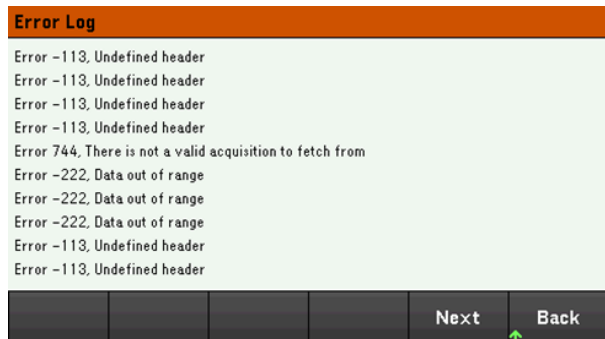 Error Log
Error -113, Undefined header
Error -113, Undefined header
Error -113, Undefined header
Error -113, Undefined header
Error 744, There is not a valid acquisition to fetch from
Error -222, Data out of range
Error -222, Data out of range
Error -222, Data out of range
Error -113, Undefined header
Error -113, Undefined header
Next Back